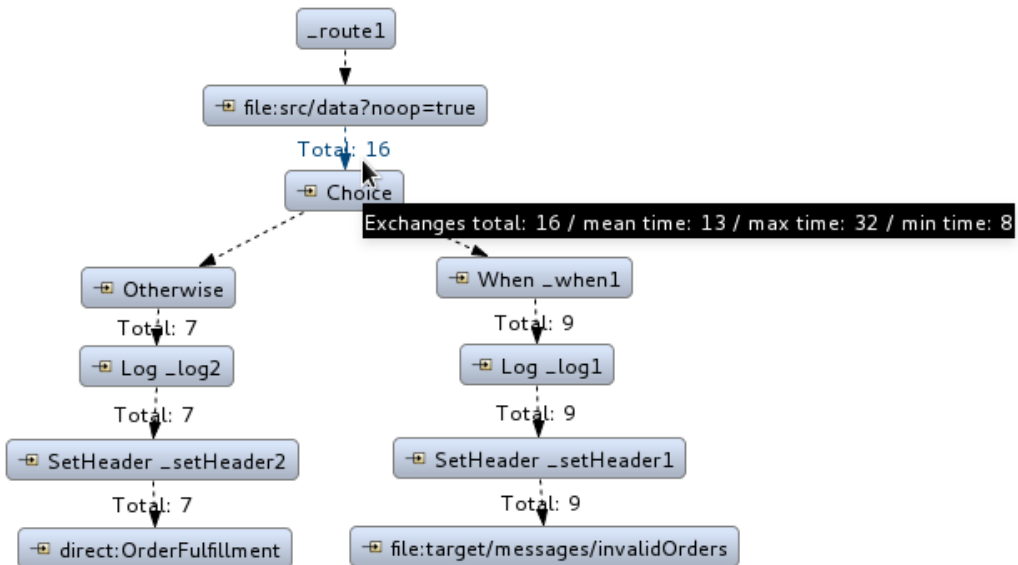 _route1
file:src/data?noop=true
Total: 16
Choice
Exchanges total: 16 / mean time: 13 / max time: 32 / min time: 8
Otherwise
When _when1
Total: 7
Total: 9
Log _log2
Log _log1
Total: 7
Total: 9
SetHeader _setHeader2
SetHeader _setHeader1
Total: 7
Total: 9
direct:OrderFulfillment
file:target/messages/invalidOrders